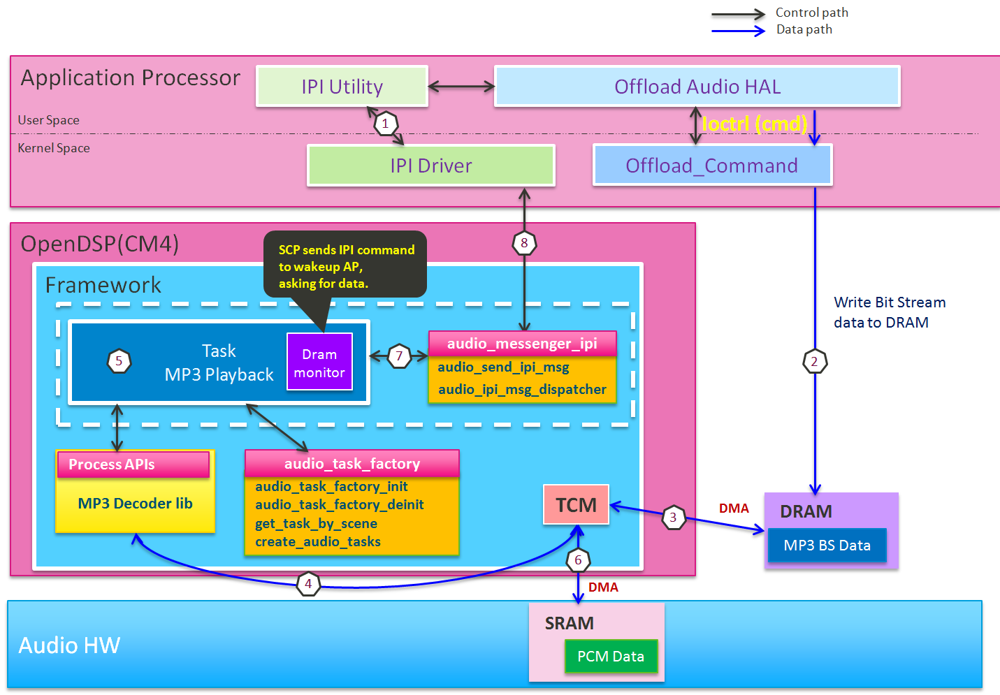 Control path
Data path
Application Processor
IPI Utility
Offload Audio HAL
User Space
1
Ioctrl (cmd)
Kernel Space
IPI Driver
Offload_Command
OpenDSP(CM4)
8
SCP sends IPI command
to wakeup AP,
asking for data.
Framework
Write Bit Stream
data to DRAM
5
Task
MP3 Playback
Dram
monitor
7
audio_messenger_ipi
audio_send_ipi_msg
audio_ipi_msg_dispatcher
2
Process APIs
MP3 Decoder lib
audio_task_factory
audio_task_factory_init
audio_task_factory_deinit
get_task_by_scene
create_audio_tasks
TCM
3
DMA
DRAM
MP3 BS Data
6
4
DMA
Audio HW
SRAM
PCM Data